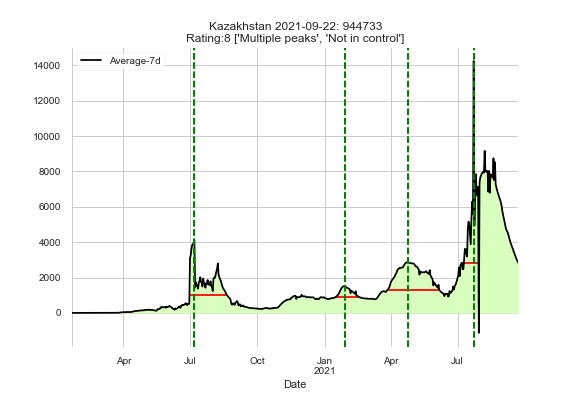 Kazakhstan 2021-09-22: 944733
Rating:8 ['Multiple peaks', 'Not in control']
Average-7d
14000
12000
10000
8000
6000
4000
2000
0
Apr Jul Oct Jan Apr Jul
2021
Date